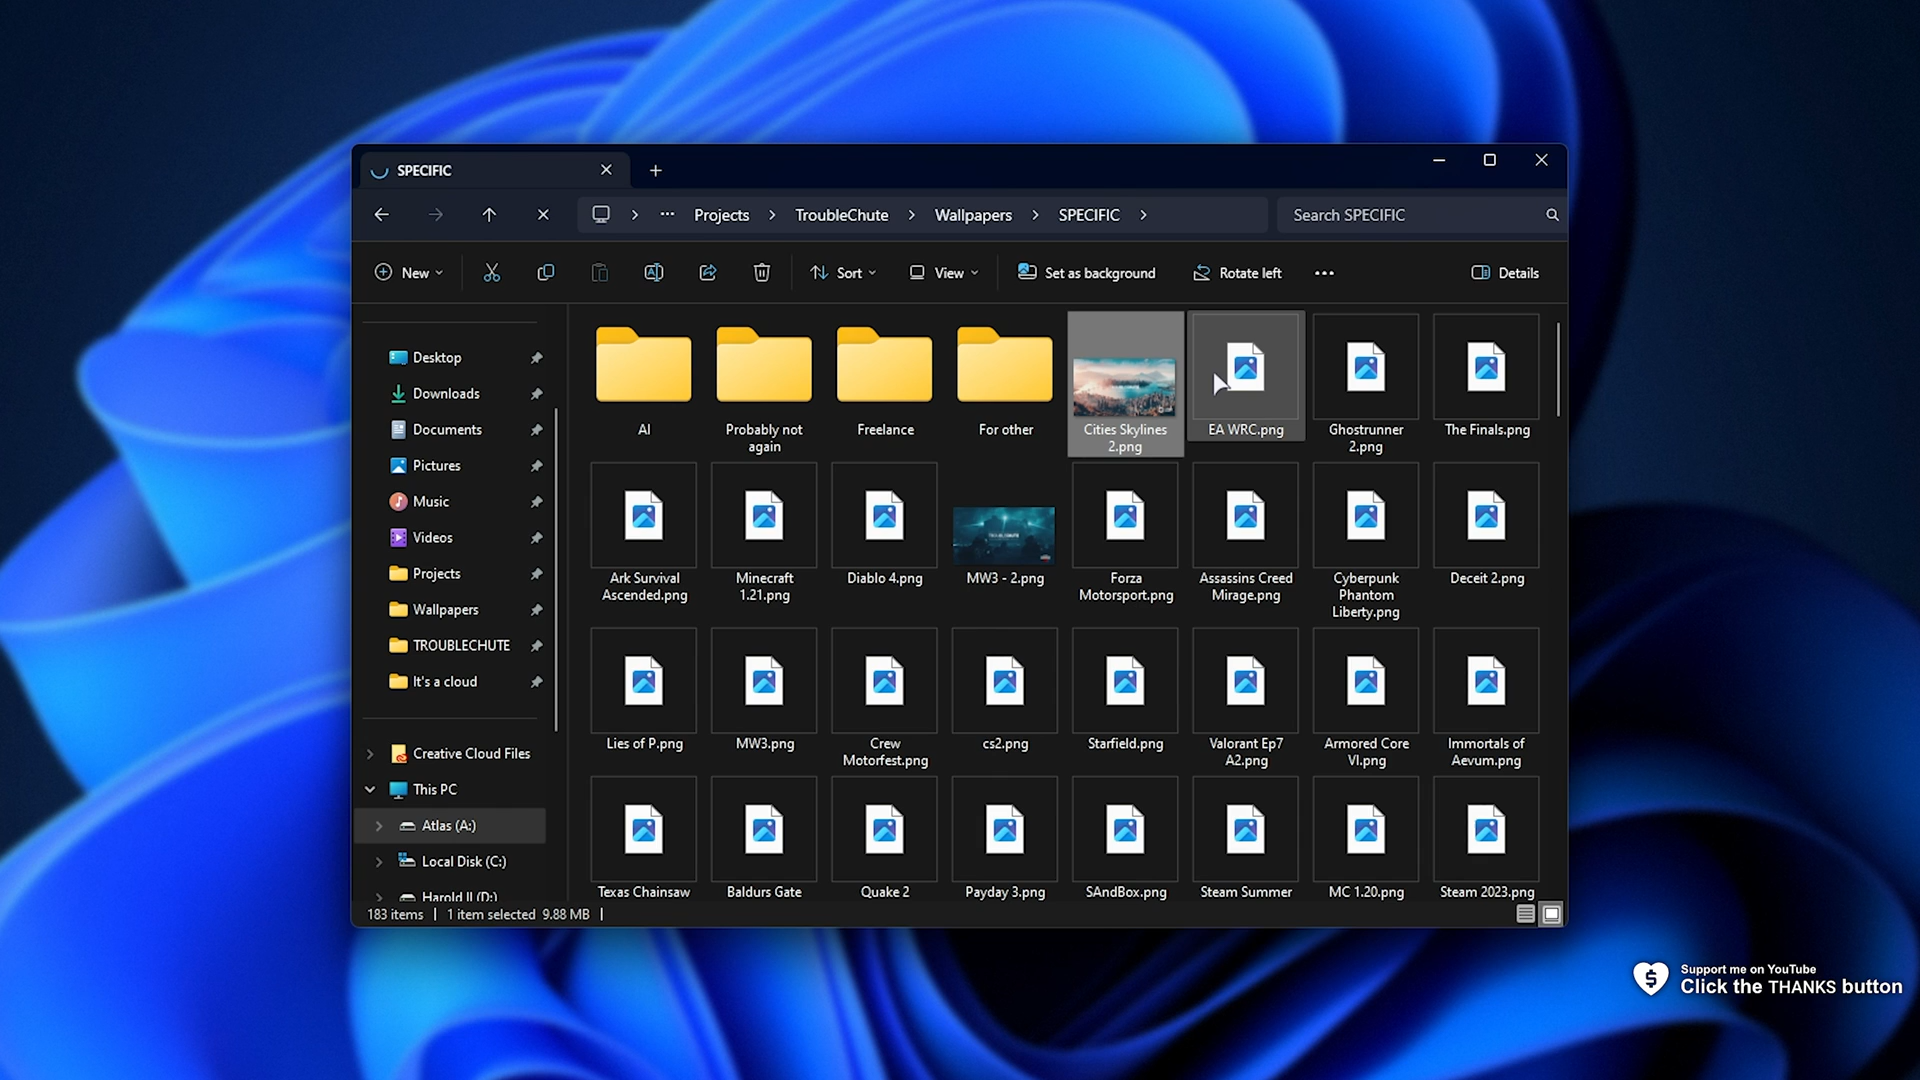 SPECIFIC
Projects
TroubleChute
Wallpapers
SPECIFIC
Search SPECIFIC
New
Sort
View
Set as background
Rotate left
Details
Desktop
Downloads
Documents
Pictures
Music
Videos
Projects
Wallpapers
TROUBLECHUTE
It's a cloud
Creative Cloud Files
This PC
Atlas (A:)
Local Disk (C:)
Harold II (D:)
AI
Probably not
again
Freelance
For other
Cities Skylines
2.png
EA WRC.png
Ghostrunner
2.png
The Finals.png
Ark Survival
Ascended.png
Minecraft
1.21.png
Diablo 4.png
MW3 - 2.png
Forza
Motorsport.png
Assassins Creed
Mirage.png
Cyberpunk
Phantom
Liberty.png
Deceit 2.png
Lies of P.png
MW3.png
Crew
Motorfest.png
cs2.png
Starfield.png
Valorant Ep7
A2.png
Armored Core
VI.png
Immortals of
Aevum.png
Texas Chainsaw
Baldurs Gate
Quake 2
Payday 3.png
SAndBox.png
Steam Summer
MC 1.20.png
Steam 2023.png
183 items
1 item selected 9.88 MB
Support me on YouTube
Click the THANKS button